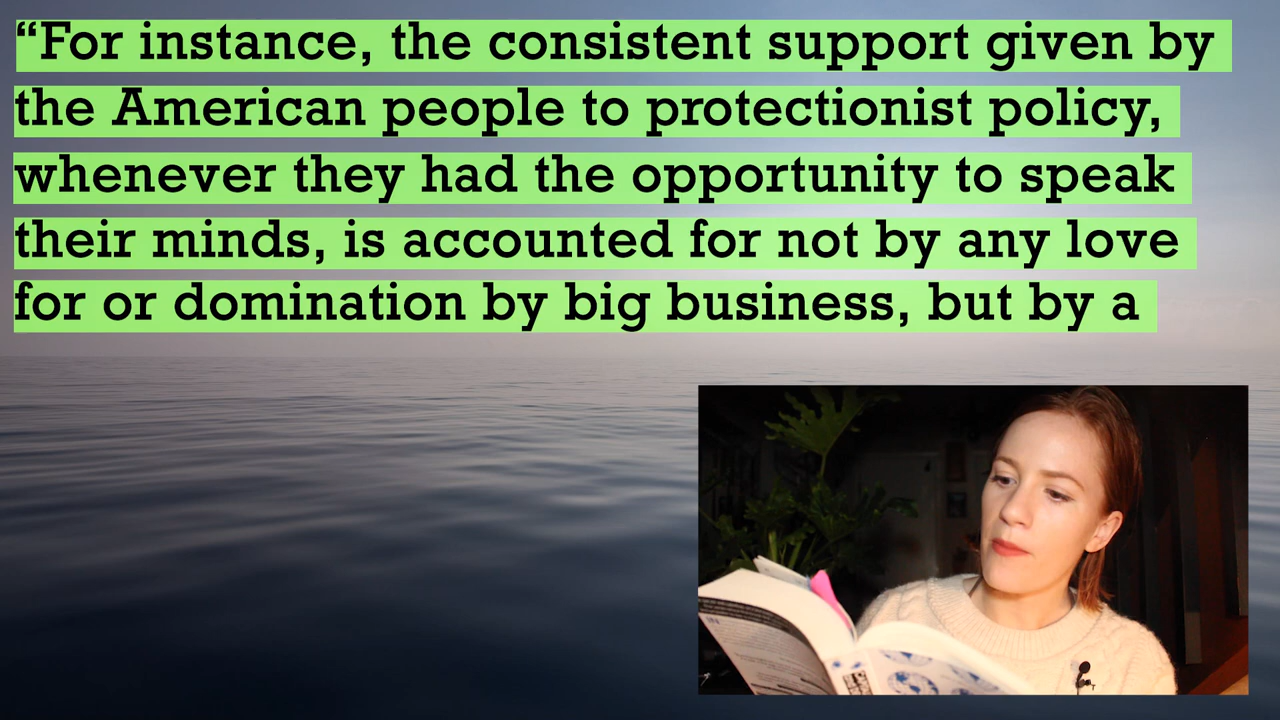 “For instance, the consistent support given by
the American people to protectionist policy,
whenever they had the opportunity to speak
their minds, is accounted for not by any love
for or domination by big business, but by a